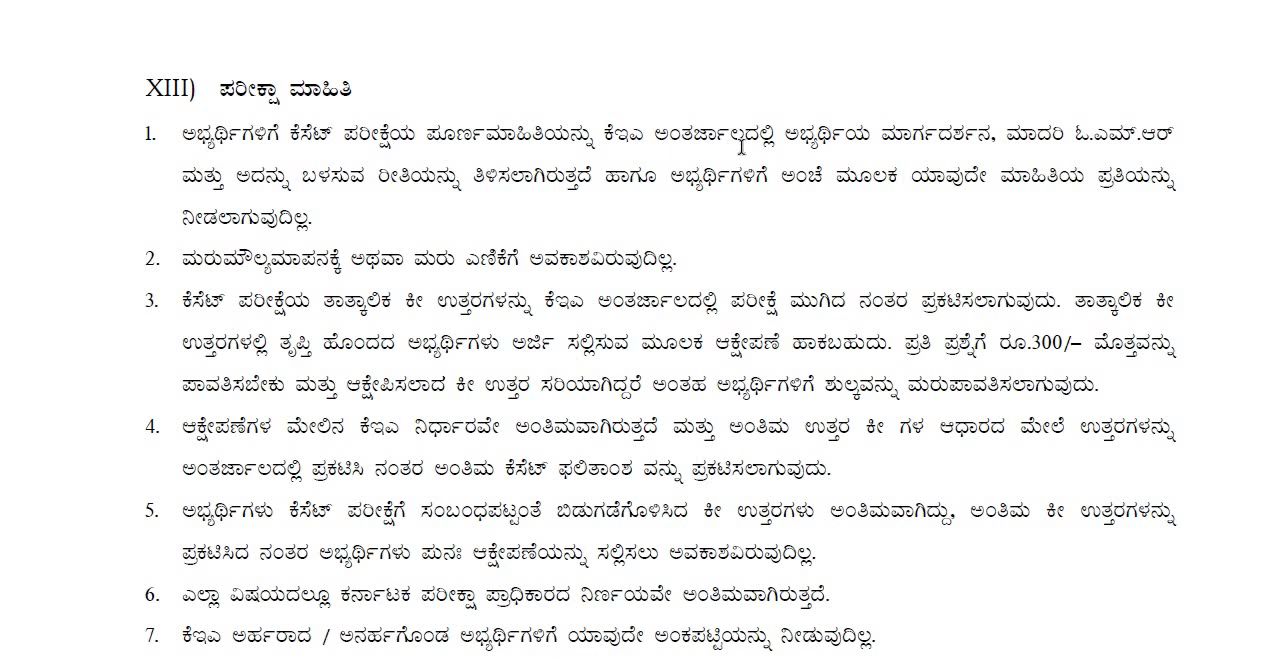 XIII) ಪರೀಕ್ಷಾ ಮಾಹಿತಿ
1. ಅಭ್ಯರ್ಥಿಗಳಿಗೆ ಕೆಸೆಟ್ ಪರೀಕ್ಷೆಯ ಪೂರ್ಣಮಾಹಿತಿಯನ್ನು ಕೆಇಎ ಅಂತರ್ಜಾಲದಲ್ಲಿ ಅಭ್ಯರ್ಥಿಯ ಮಾರ್ಗದರ್ಶನ, ಮಾದರಿ ಓ.ಎಮ್.ಆರ್
ಮತ್ತು ಅದನ್ನು ಬಳಸುವ ರೀತಿಯನ್ನು ತಿಳಿಸಲಾಗಿರುತ್ತದೆ ಹಾಗೂ ಅಭ್ಯರ್ಥಿಗಳಿಗೆ ಅಂಚೆ ಮೂಲಕ ಯಾವುದೇ ಮಾಹಿತಿಯ ಪ್ರತಿಯನ್ನು
ನೀಡಲಾಗುವುದಿಲ್ಲ.
2. ಮರುಮೌಲ್ಯಮಾಪನಕ್ಕೆ ಅಥವಾ ಮರು ಎಣಿಕೆಗೆ ಅವಕಾಶವಿರುವುದಿಲ್ಲ.
3. ಕೆಸೆಟ್ ಪರೀಕ್ಷೆಯ ತಾತ್ಕಾಲಿಕ ಕೀ ಉತ್ತರಗಳನ್ನು ಕೆಇಎ ಅಂತರ್ಜಾಲದಲ್ಲಿ ಪರೀಕ್ಷೆ ಮುಗಿದ ನಂತರ ಪ್ರಕಟಿಸಲಾಗುವುದು. ತಾತ್ಕಾಲಿಕ ಕೀ
ಉತ್ತರಗಳಲ್ಲಿ ತೃಪ್ತಿ ಹೊಂದದ ಅಭ್ಯರ್ಥಿಗಳು ಅರ್ಜಿ ಸಲ್ಲಿಸುವ ಮೂಲಕ ಆಕ್ಷೇಪಣೆ ಹಾಕಬಹುದು. ಪ್ರತಿ ಪ್ರಶ್ನೆಗೆ ರೂ.300/– ಮೊತ್ತವನ್ನು
ಪಾವತಿಸಬೇಕು ಮತ್ತು ಆಕ್ಷೇಪಿಸಲಾದ ಕೀ ಉತ್ತರ ಸರಿಯಾಗಿದ್ದರೆ ಅಂತಹ ಅಭ್ಯರ್ಥಿಗಳಿಗೆ ಶುಲ್ಕವನ್ನು ಮರುಪಾವತಿಸಲಾಗುವುದು.
4. ಆಕ್ಷೇಪಣೆಗಳ ಮೇಲಿನ ಕೆಇಎ ನಿರ್ಧಾರವೇ ಅಂತಿಮವಾಗಿರುತ್ತದೆ ಮತ್ತು ಅಂತಿಮ ಉತ್ತರ ಕೀ ಗಳ ಆಧಾರದ ಮೇಲೆ ಉತ್ತರಗಳನ್ನು
ಅಂತರ್ಜಾಲದಲ್ಲಿ ಪ್ರಕಟಿಸಿ ನಂತರ ಅಂತಿಮ ಕೆಸೆಟ್ ಫಲಿತಾಂಶ ವನ್ನು ಪ್ರಕಟಿಸಲಾಗುವುದು.
5. ಅಭ್ಯರ್ಥಿಗಳು ಕೆಸೆಟ್ ಪರೀಕ್ಷೆಗೆ ಸಂಬಂಧಪಟ್ಟಂತೆ ಬಿಡುಗಡೆಗೊಳಿಸಿದ ಕೀ ಉತ್ತರಗಳು ಅಂತಿಮವಾಗಿದ್ದು, ಅಂತಿಮ ಕೀ ಉತ್ತರಗಳನ್ನು
ಪ್ರಕಟಿಸಿದ ನಂತರ ಅಭ್ಯರ್ಥಿಗಳು ಪುನಃ ಆಕ್ಷೇಪಣೆಯನ್ನು ಸಲ್ಲಿಸಲು ಅವಕಾಶವಿರುವುದಿಲ್ಲ.
6. ಎಲ್ಲಾ ವಿಷಯದಲ್ಲೂ ಕರ್ನಾಟಕ ಪರೀಕ್ಷಾ ಪ್ರಾಧಿಕಾರದ ನಿರ್ಣಯವೇ ಅಂತಿಮವಾಗಿರುತ್ತದೆ.
7. ಕೆಇಎ ಅರ್ಹರಾದ / ಅನರ್ಹಗೊಂಡ ಅಭ್ಯರ್ಥಿಗಳಿಗೆ ಯಾವುದೇ ಅಂಕಪಟ್ಟಿಯನ್ನು ನೀಡುವುದಿಲ್ಲ.